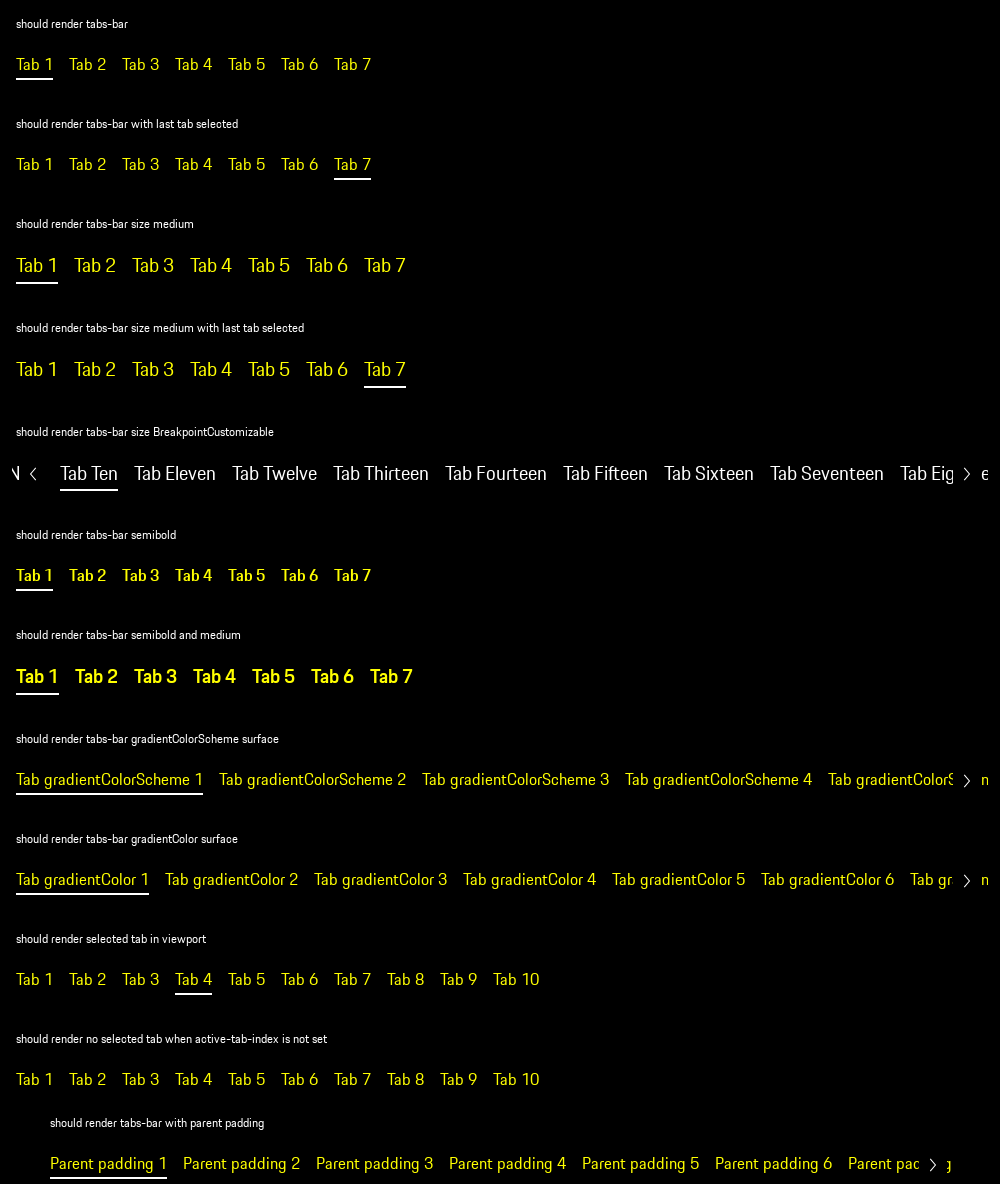 should render tabs-bar
Tab 1 Tab 2 Tab 3 Tab 4 Tab 5 Tab 6 Tab 7
should render tabs-bar with last tab selected
Tab 1 Tab 2 Tab 3 Tab 4 Tab 5 Tab 6 Tab 7
should render tabs-bar size medium
Tab 1 Tab 2 Tab 3 Tab 4 Tab 5 Tab 6 Tab 7
should render tabs-bar size medium with last tab selected
Tab 1 Tab 2 Tab 3 Tab 4 Tab 5 Tab 6 Tab 7
should render tabs-bar size BreakpointCustomizable
N Tab Ten Tab Eleven Tab Twelve Tab Thirteen Tab Fourteen Tab Fifteen Tab Sixteen Tab Seventeen Tab Eig e
should render tabs-bar semibold
Tab 1 Tab 2 Tab 3 Tab 4 Tab 5 Tab 6 Tab 7
should render tabs-bar semibold and medium
Tab 1 Tab 2 Tab 3 Tab 4 Tab 5 Tab 6 Tab 7
should render tabs-bar gradientColorScheme surface
Tab gradientColorScheme 1 Tab gradientColorScheme 2 Tab gradientColorScheme 3 Tab gradientColorScheme 4 Tab gradientColorS
should render tabs-bar gradientColor surface
Tab gradientColor 1 Tab gradientColor 2 Tab gradientColor 3 Tab gradientColor 4 Tab gradientColor 5 Tab gradientColor 6 Tab gr
should render selected tab in viewport
Tab 1 Tab 2 Tab 3 Tab 4 Tab 5 Tab 6 Tab 7 Tab 8 Tab 9 Tab 10
should render no selected tab when active-tab-index is not set
Tab 1 Tab 2 Tab 3 Tab 4 Tab 5 Tab 6 Tab 7 Tab 8 Tab 9 Tab 10
should render tabs-bar with parent padding
Parent padding 1 Parent padding 2 Parent padding 3 Parent padding 4 Parent padding 5 Parent padding 6 Parent pac g